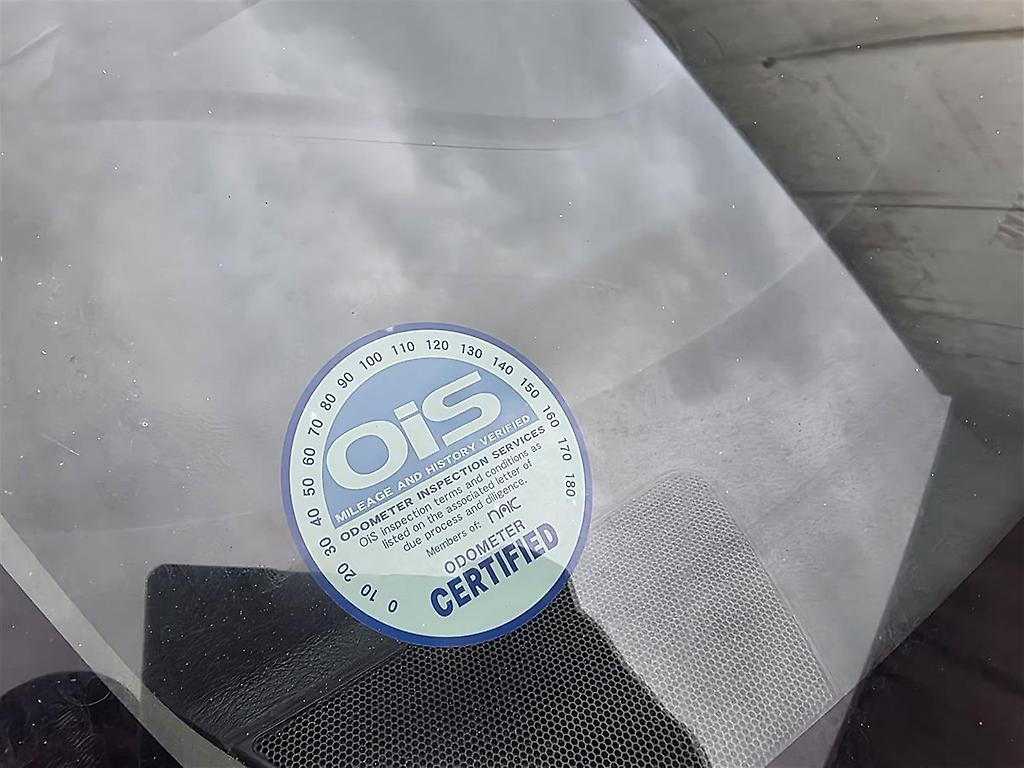 0 10 20 30 40 50 60 70 80 90 100 110 120 130 140 150 160 170 180
OiS
MILEAGE AND HISTORY VERIFIED
ODOMETER INSPECTION SERVICES
OiS inspection terms and conditions as
listed on the associated letter of
due process and diligence.
Members of: NAIC
ODOMETER
CERTIFIED